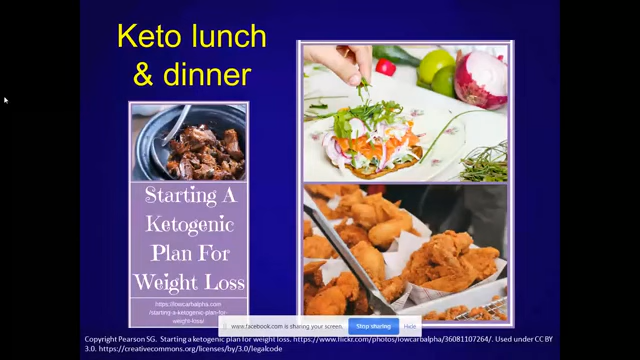 Keto lunch
& dinner
Starting A
Ketogenic
Plan For
Weight Loss
https://lowcarbalpha.com
/starting-a-ketogenic-plan-for-
weight-loss/
www.facebook.com is sharing your screen.
Stop sharing
Hide
Copyright Pearson SG. Starting a ketogenic plan for weight loss. https://www.flickr.com/photos/lowcarbalpha/36081107264/. Used under CC BY
3.0. https://creativecommons.org/licenses/by/3.0/legalcode